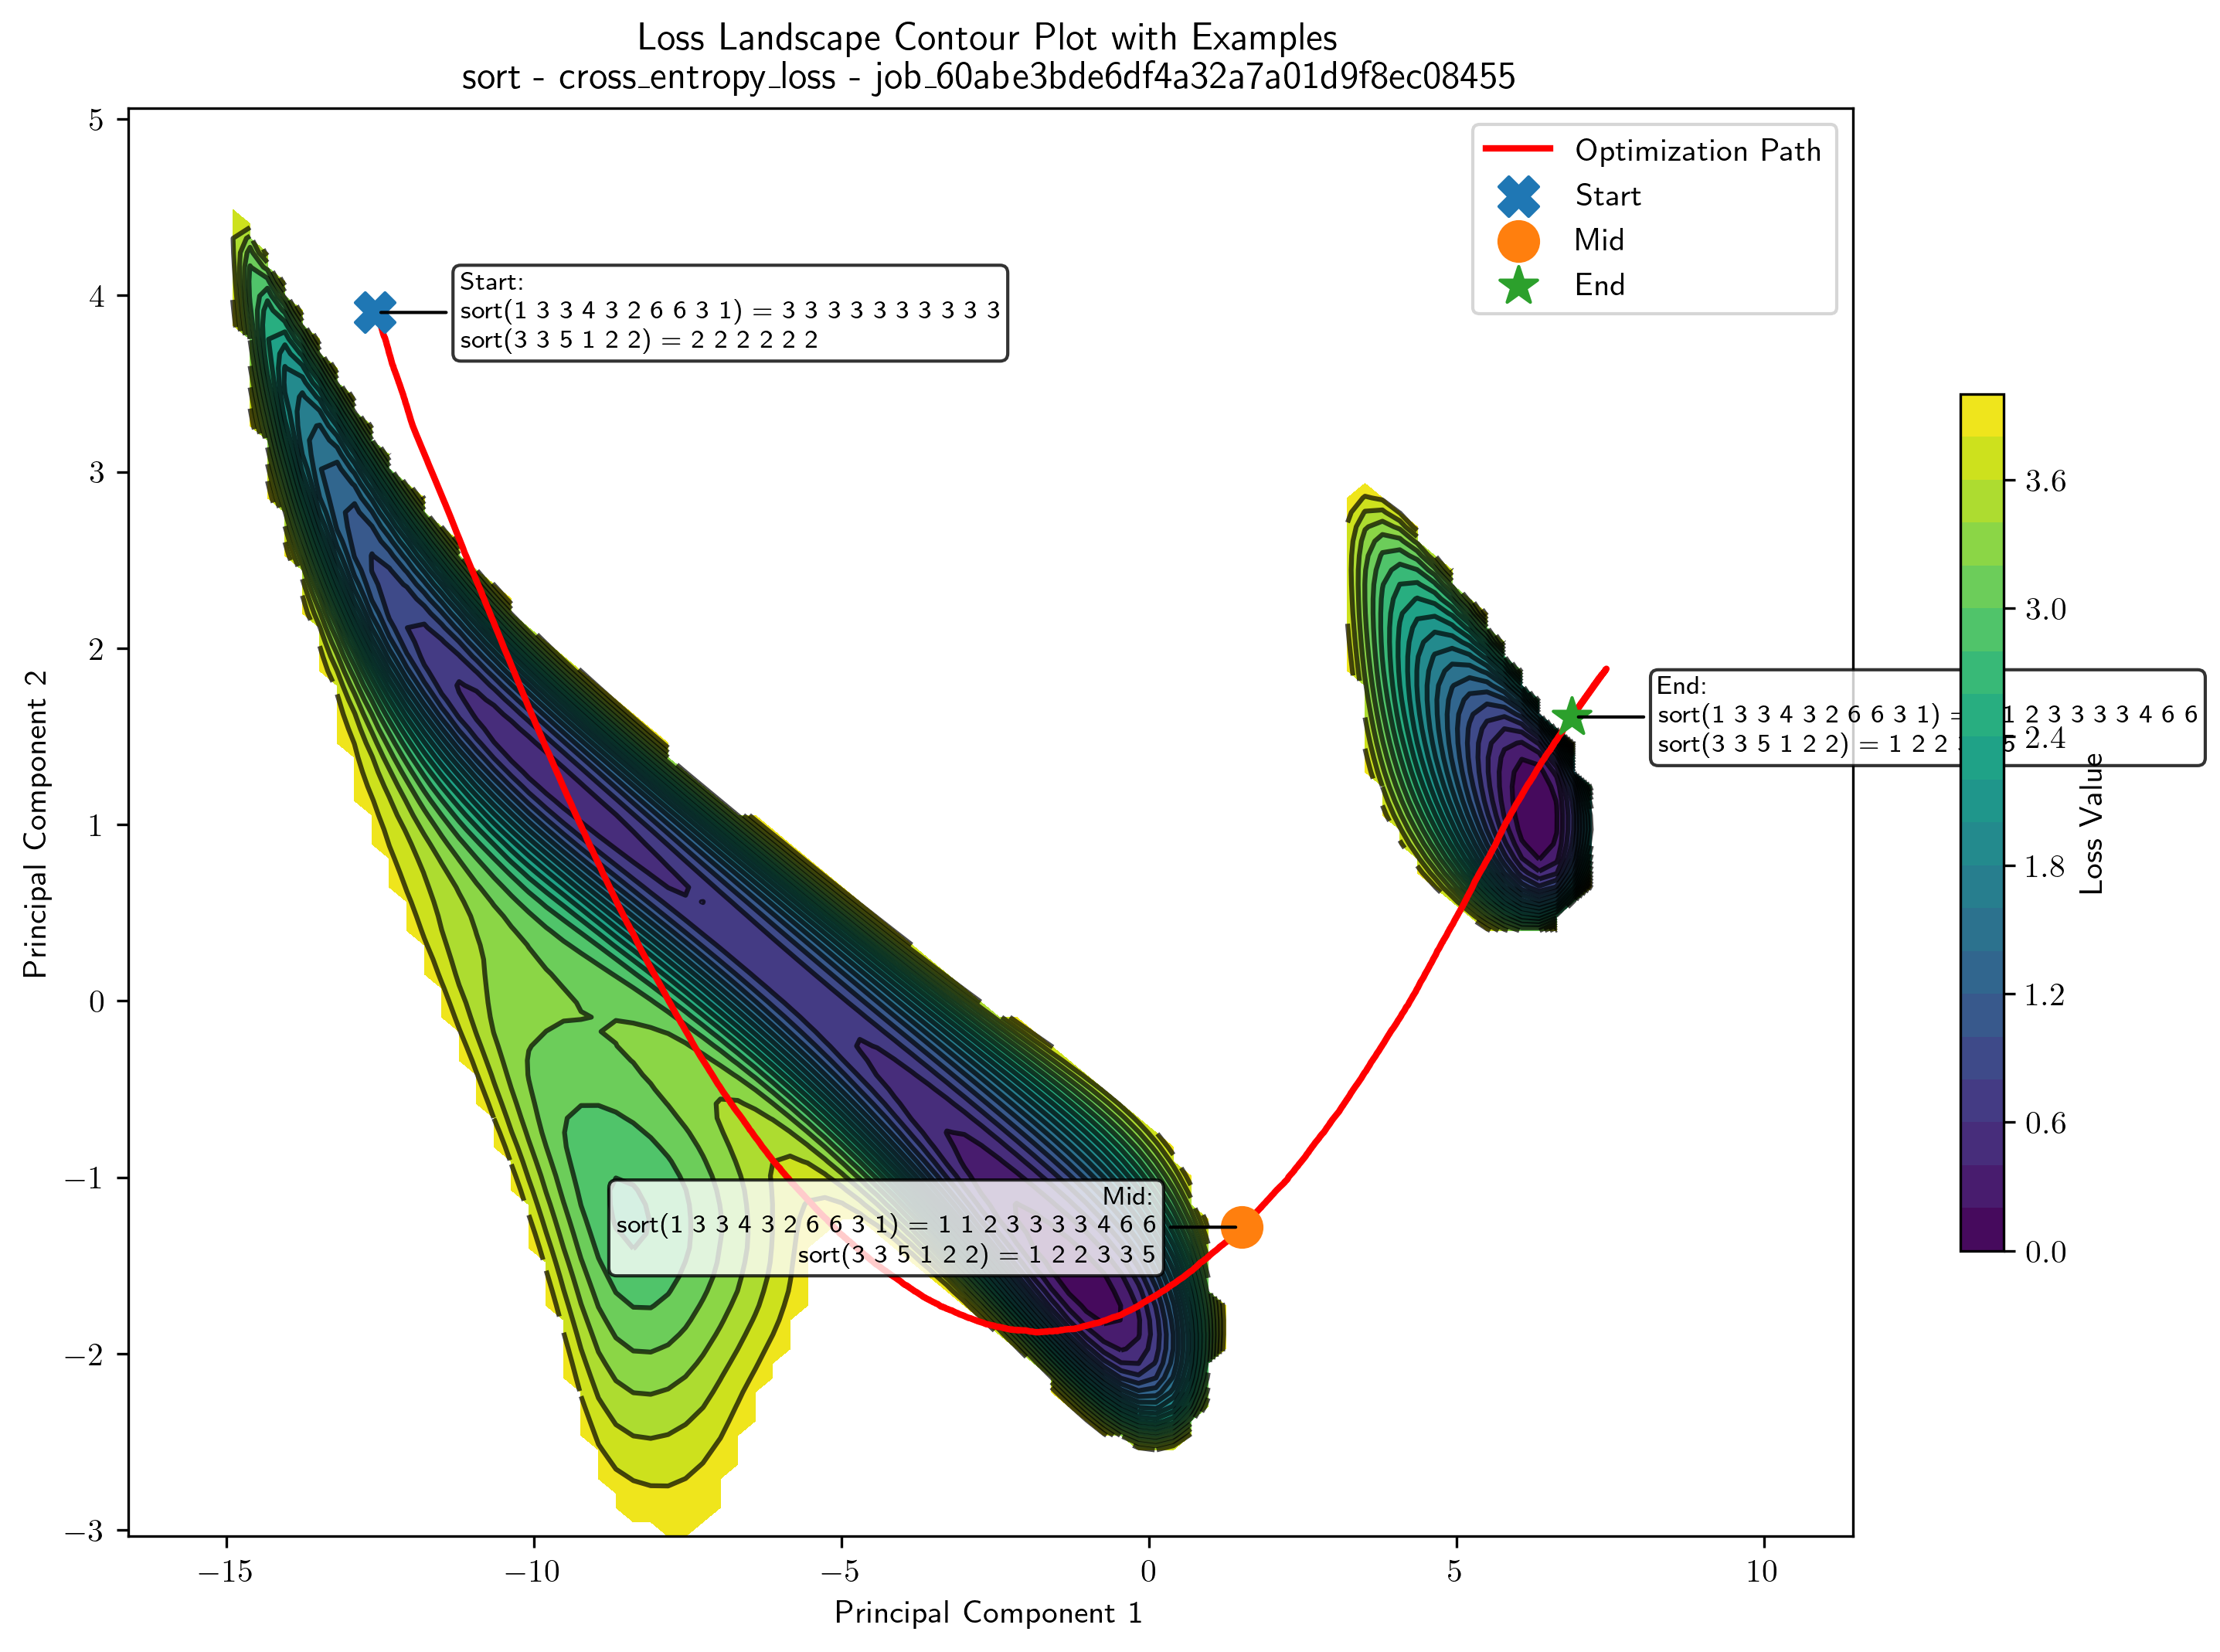 Loss Landscape Contour Plot with Examples
sort - cross_entropy_loss - job_60abe3bde6df4a32a7a01d9f8ec08455
Optimization Path
Start
Mid
End
Start:
sort(1 3 3 4 3 2 6 6 3 1) = 3 3 3 3 3 3 3 3 3 3
sort(3 3 5 1 2 2) = 2 2 2 2 2 2
End:
sort(1 3 3 4 3 2 6 6 3 1) = 1 2 3 3 3 3 4 6 6
sort(3 3 5 1 2 2) = 1 2 2 5
Mid:
sort(1 3 3 4 3 2 6 6 3 1) = 1 1 2 3 3 3 3 4 6 6
sort(3 3 5 1 2 2) = 1 2 2 3 3 5
5
4
3
2
1
0
−1
−2
−3
Principal Component 2
−15
−10
−5
0
5
10
Principal Component 1
3.6
3.0
2.4
1.8
1.2
0.6
0.0
Loss Value